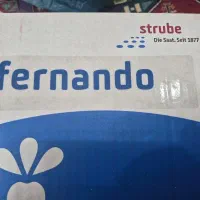 strube
Die Saat. Seit 1877
fernando